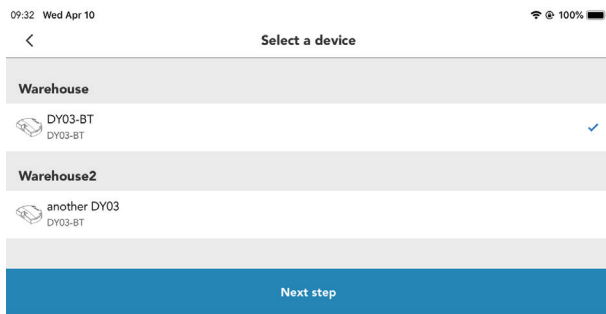 09:32 Wed Apr 10
100%
Select a device
Warehouse
DY03-BT
DY03-BT
Warehouse2
another DY03
DY03-BT
Next step